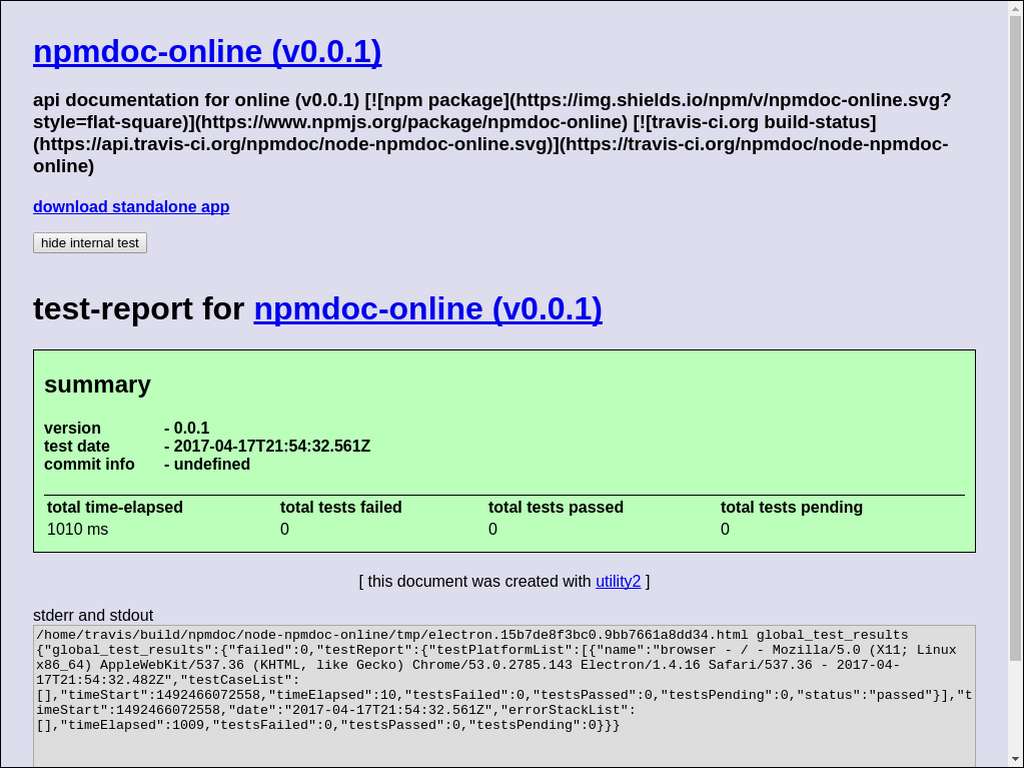 npmdoc-online (v0.0.1)
api documentation for online (v0.0.1) [![npm package](https://img.shields.io/npm/v/npmdoc-online.svg?
style=flat-square)](https://www.npmjs.org/package/npmdoc-online) [![travis-ci.org build-status]
(https://api.travis-ci.org/npmdoc/node-npmdoc-online.svg)](https://travis-ci.org/npmdoc/node-npmdoc-
online)
download standalone app
hide internal test
test-report for npmdoc-online (v0.0.1)
summary
version - 0.0.1
test date - 2017-04-17T21:54:32.561Z
commit info - undefined
total time-elapsed total tests failed total tests passed total tests pending
1010 ms 0 0 0
[ this document was created with utility2 ]
stderr and stdout
/home/travis/build/npmdoc/node-npmdoc-online/tmp/electron.15b7de8f3bc0.9bb7661a8dd34.html global_test_results
{"global_test_results":{"failed":0,"testReport":{"testPlatformList":[{"name":"browser - / - Mozilla/5.0 (X11; Linux
x86_64) AppleWebKit/537.36 (KHTML, like Gecko) Chrome/53.0.2785.143 Electron/1.4.16 Safari/537.36 - 2017-04-
17T21:54:32.482Z","testCaseList":
[],"timeStart":1492466072558,"timeElapsed":10,"testsFailed":0,"testsPassed":0,"testsPending":0,"status":"passed"}],"t
imeStart":1492466072558,"date":"2017-04-17T21:54:32.561Z","errorStackList":
[],"timeElapsed":1009,"testsFailed":0,"testsPassed":0,"testsPending":0}}}